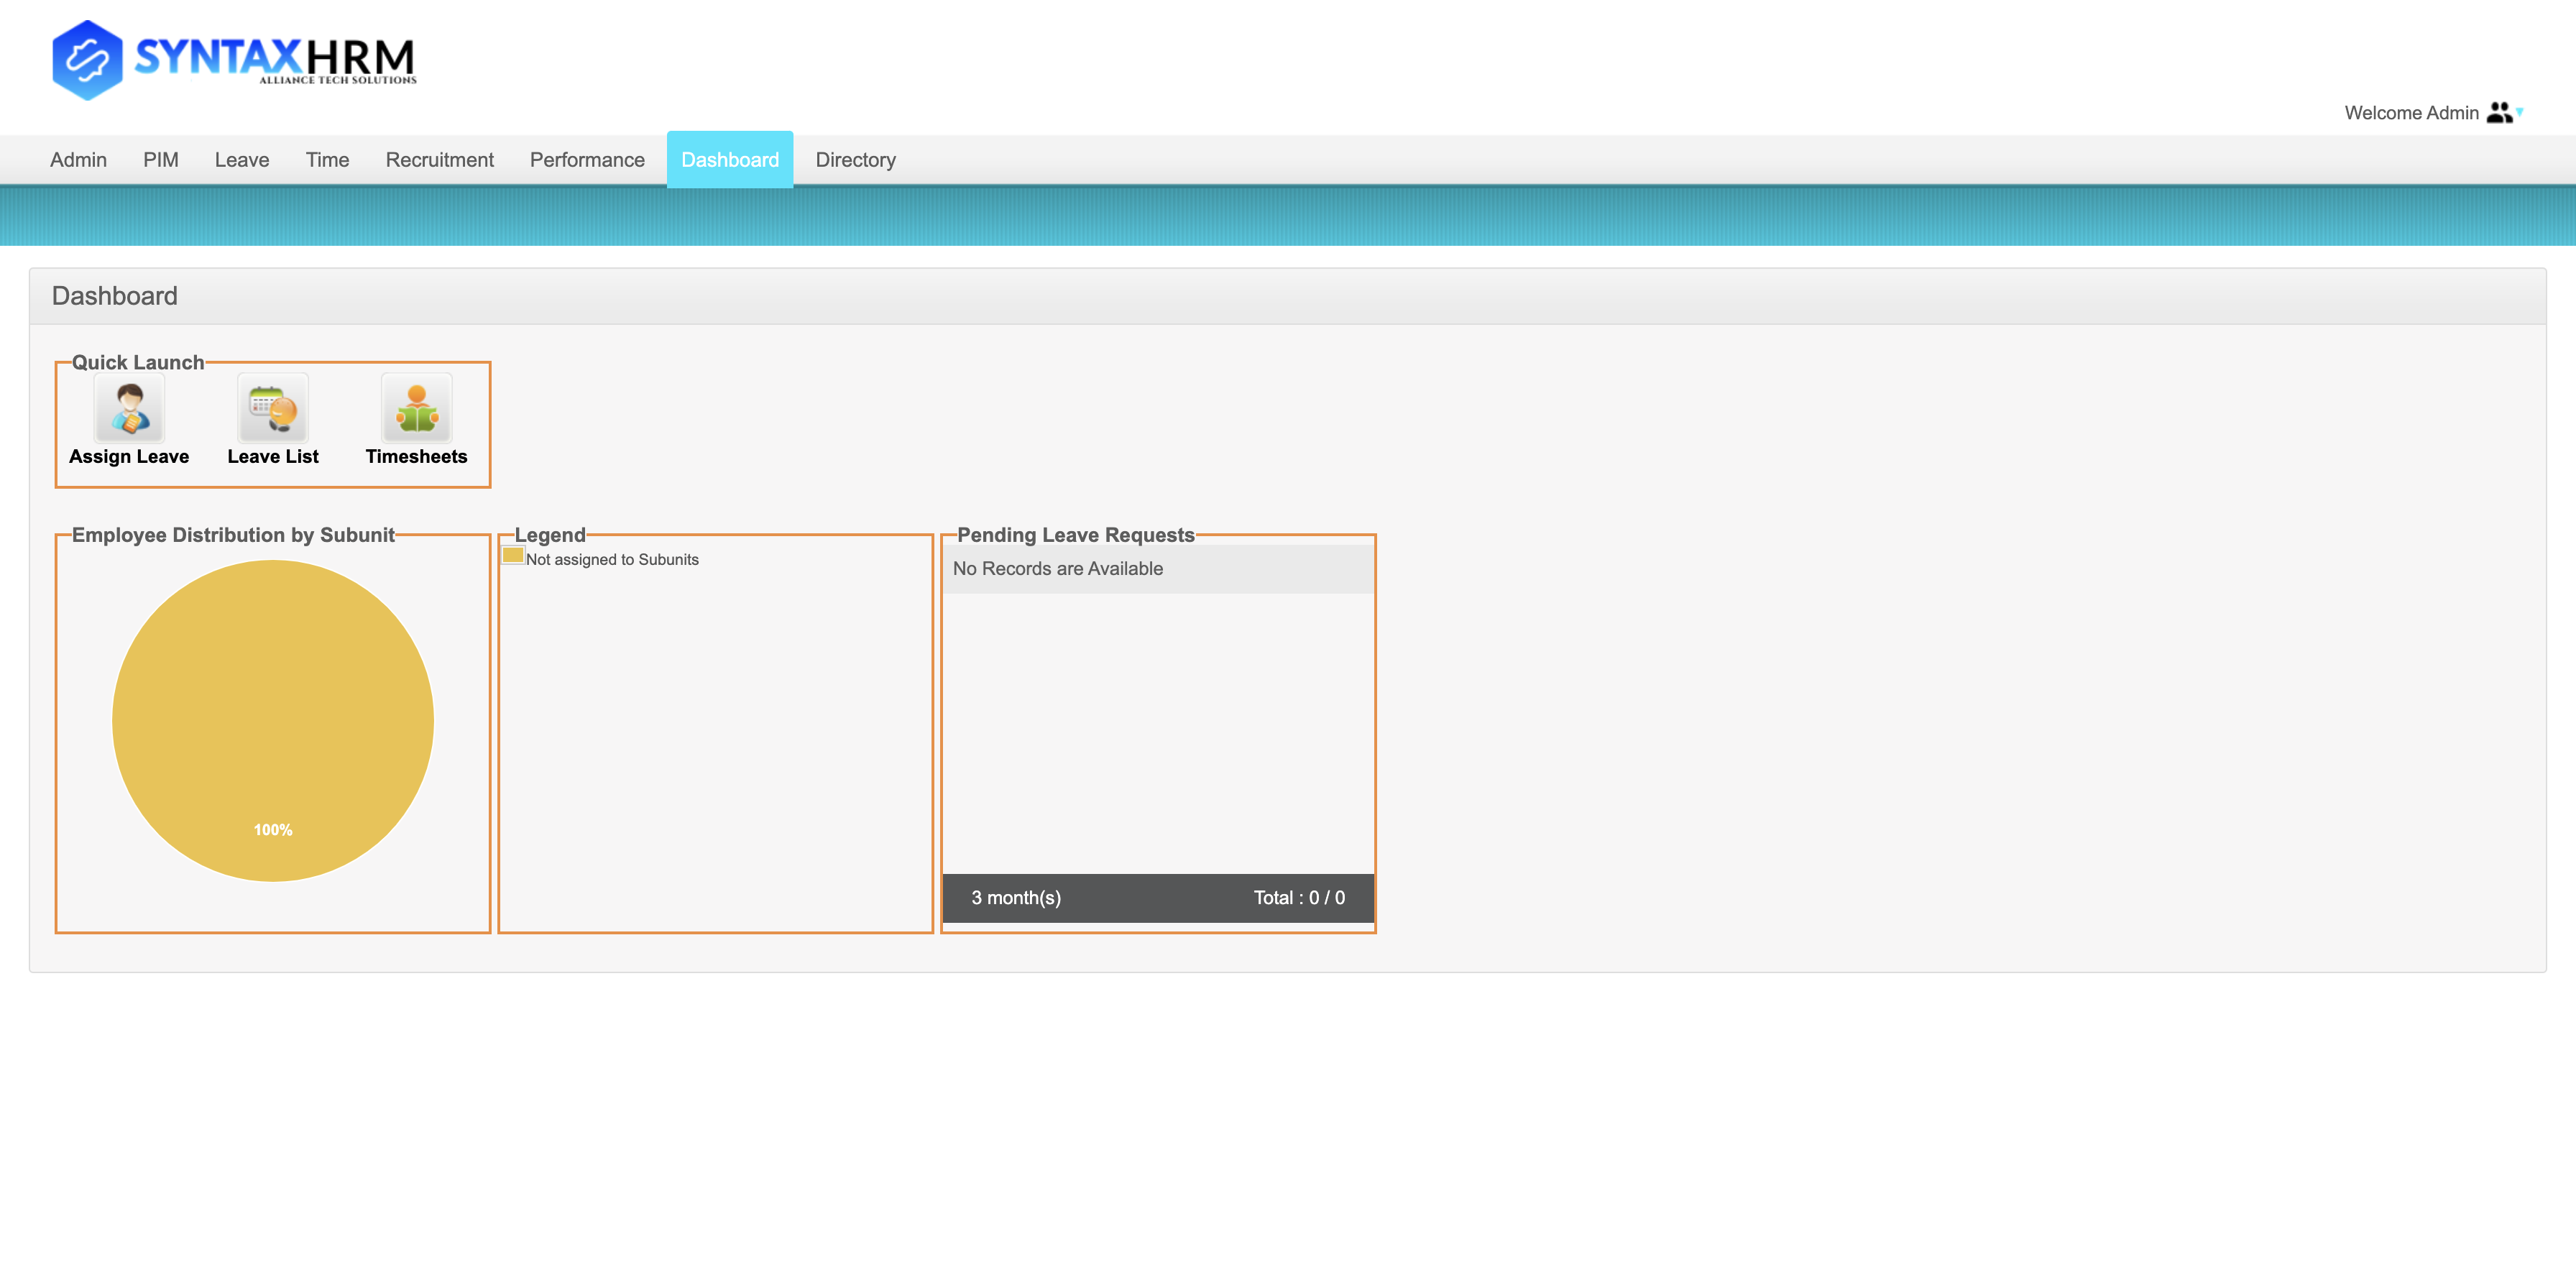 SYNTAXHRM
ALLIANCE TECH SOLUTIONS
Welcome Admin
Admin PIM Leave Time Recruitment Performance Dashboard Directory
Dashboard
Quick Launch
Assign Leave Leave List Timesheets
Employee Distribution by Subunit
100%
Legend
Not assigned to Subunits
Pending Leave Requests
No Records are Available
3 month(s) Total : 0 / 0